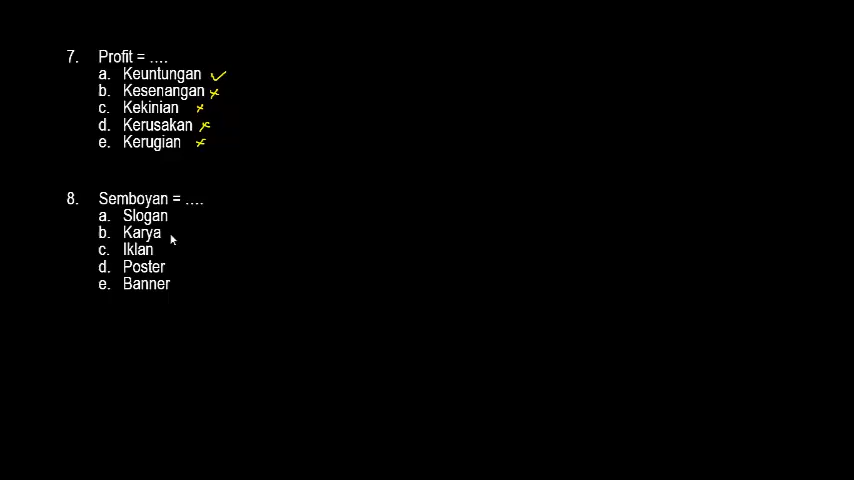 7. Profit = ....
a. Keuntungan
b. Kesenangan
c. Kekinian
d. Kerusakan
e. Kerugian
8. Semboyan = ....
a. Slogan
b. Karya
c. Iklan
d. Poster
e. Banner